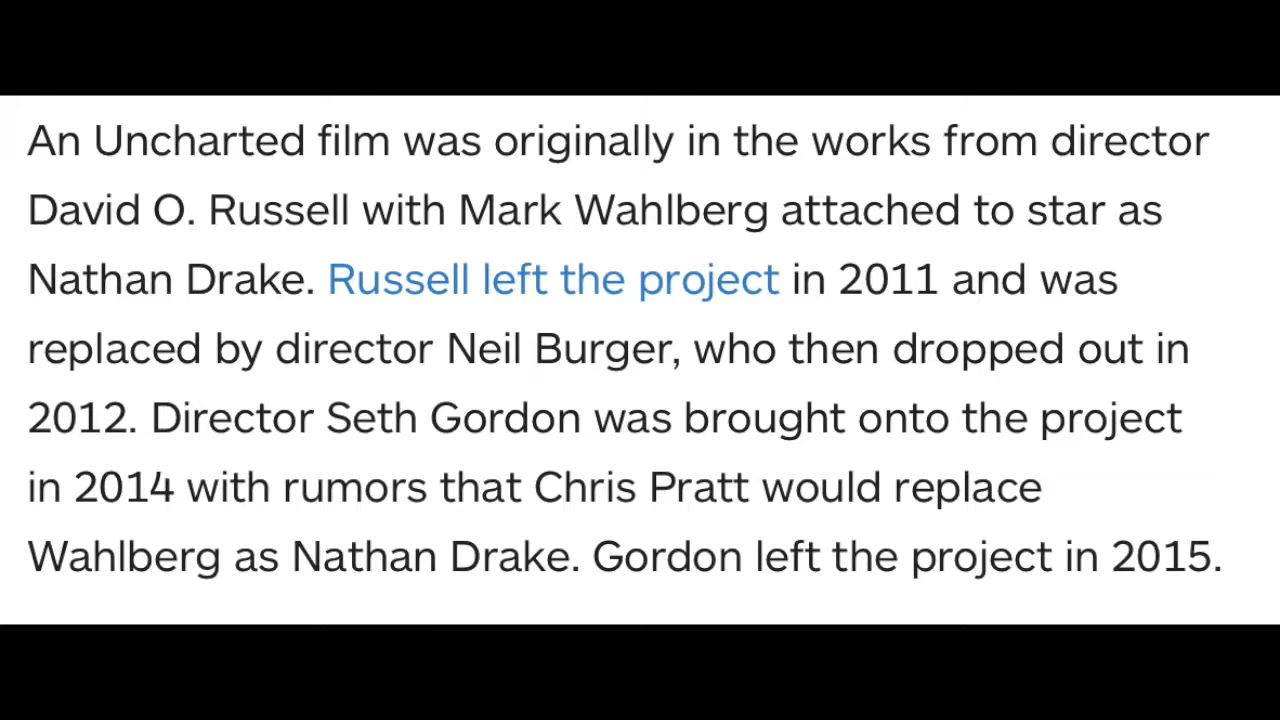 An Uncharted film was originally in the works from director
David O. Russell with Mark Wahlberg attached to star as
Nathan Drake. Russell left the project in 2011 and was
replaced by director Neil Burger, who then dropped out in
2012. Director Seth Gordon was brought onto the project
in 2014 with rumors that Chris Pratt would replace
Wahlberg as Nathan Drake. Gordon left the project in 2015.